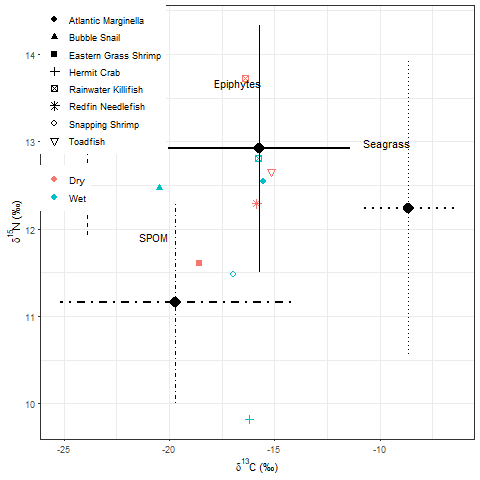 Atlantic Marginella
Bubble Snail
Eastern Grass Shrimp
Hermit Crab
Rainwater Killifish
Redfin Needlefish
Snapping Shrimp
Toadfish
Dry
Wet
Epiphytes
Seagrass
SPOM
14
13
12
11
10
δ15N (‰)
-25 -20 -15 -10
δ13C (‰)